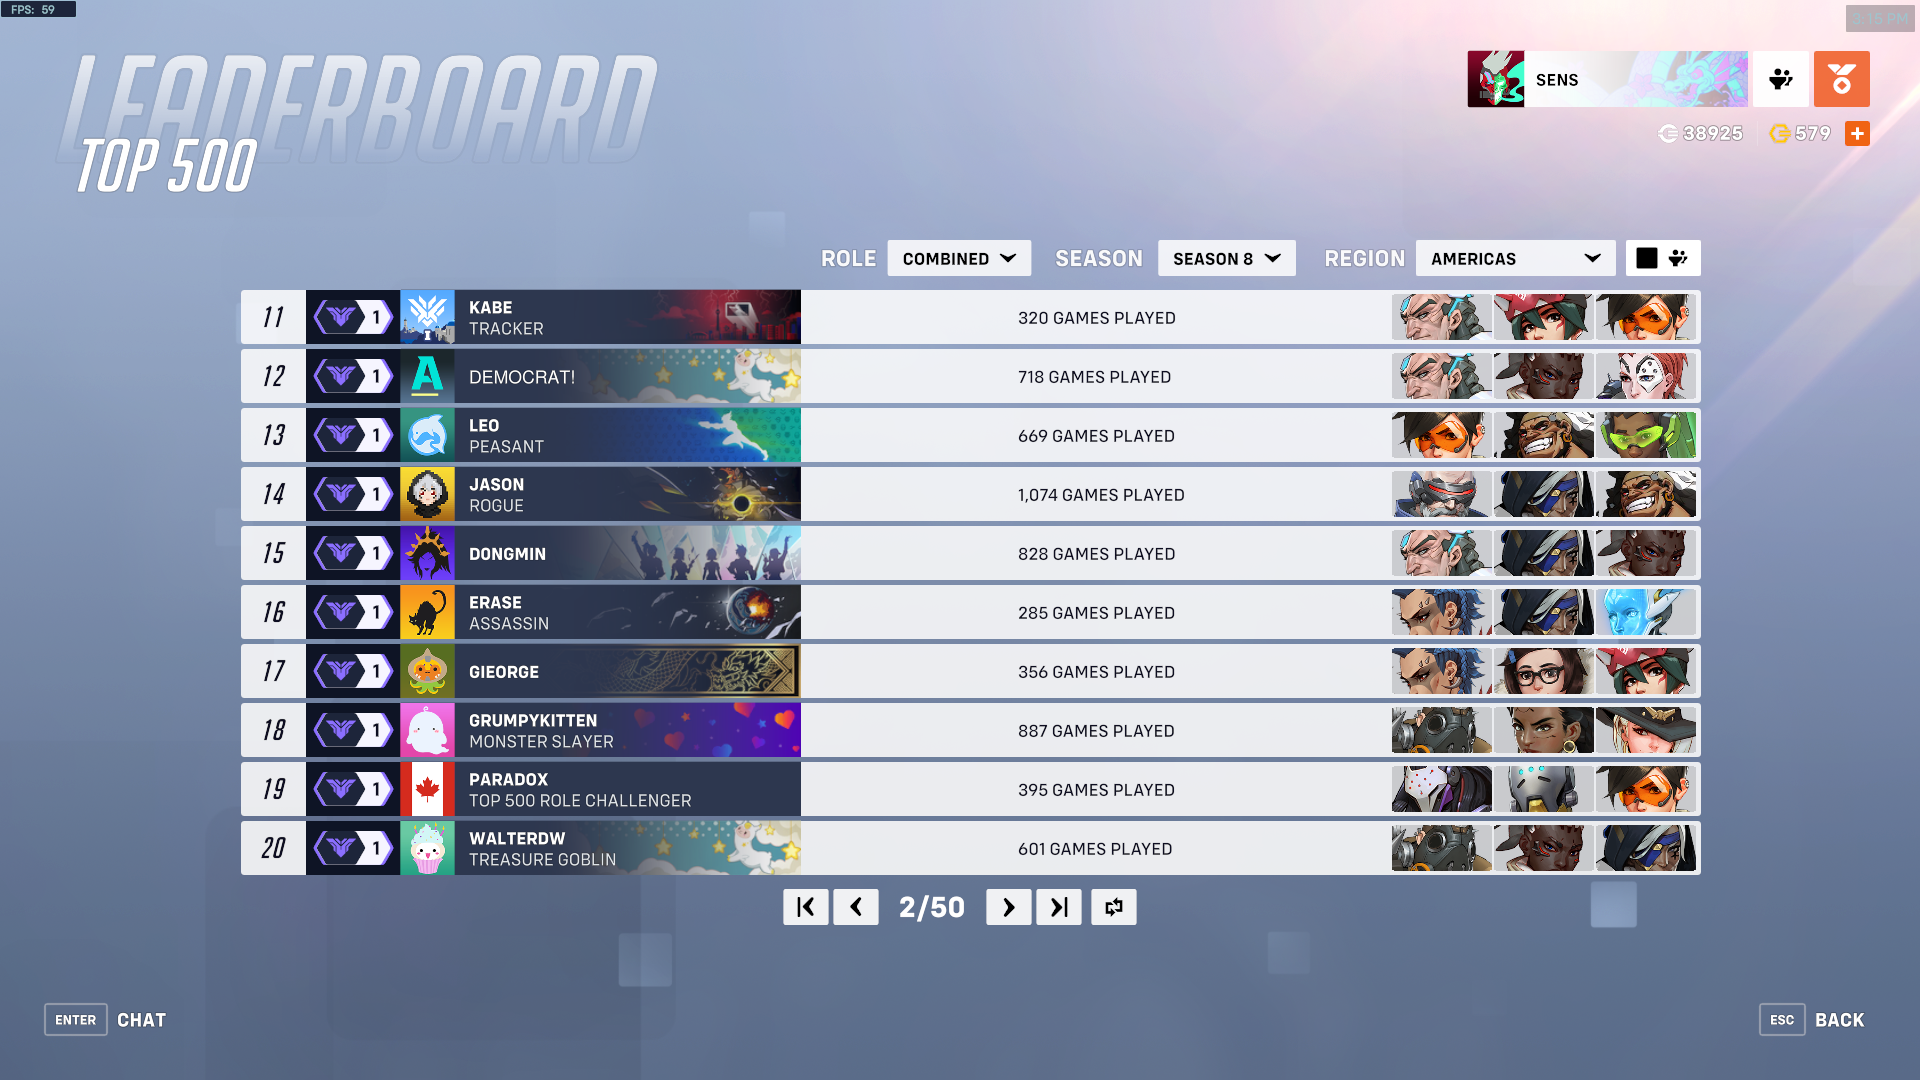 FPS: 59
3:15 PM
LEADERBOARD
TOP 500
SENS
38925 579
ROLE COMBINED SEASON SEASON 8 REGION AMERICAS
11 1 KABE 320 GAMES PLAYED
TRACKER
12 1 DEMOCRAT! 718 GAMES PLAYED
13 1 LEO 669 GAMES PLAYED
PEASANT
14 1 JASON 1,074 GAMES PLAYED
ROGUE
15 1 DONGMIN 828 GAMES PLAYED
16 1 ERASE 285 GAMES PLAYED
ASSASSIN
17 1 GIEORGE 356 GAMES PLAYED
18 1 GRUMPYKITTEN 887 GAMES PLAYED
MONSTER SLAYER
19 1 PARADOX 395 GAMES PLAYED
TOP 500 ROLE CHALLENGER
20 1 WALTERDW 601 GAMES PLAYED
TREASURE GOBLIN
2/50
ENTER CHAT
ESC BACK